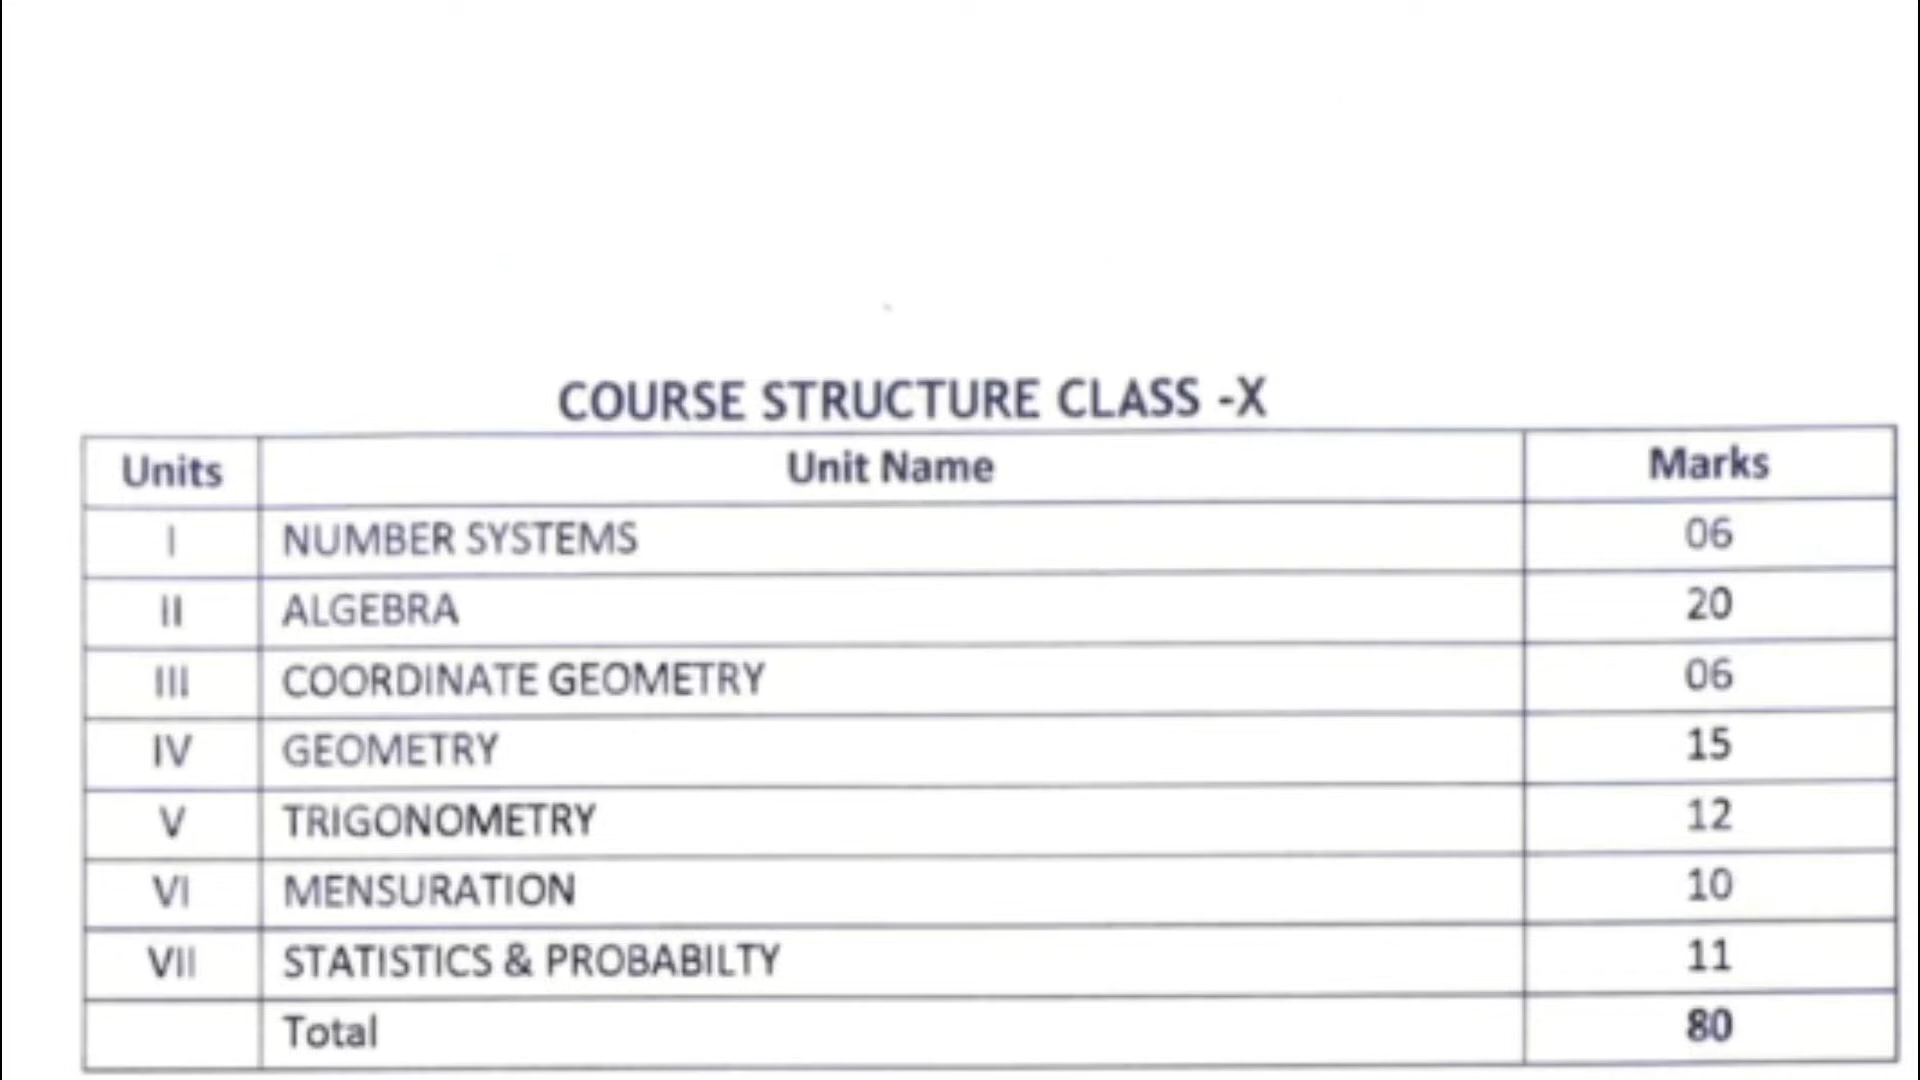 COURSE STRUCTURE CLASS -X
Units Unit Name Marks
I NUMBER SYSTEMS 06
II ALGEBRA 20
III COORDINATE GEOMETRY 06
IV GEOMETRY 15
V TRIGONOMETRY 12
VI MENSURATION 10
VII STATISTICS & PROBABILTY 11
Total 80